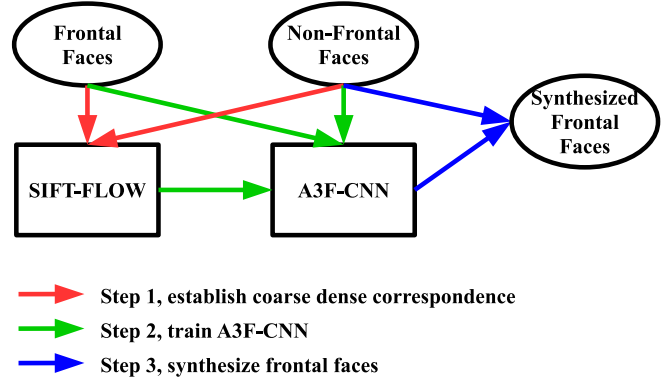 Frontal
Faces
Non-Frontal
Faces
Synthesized
Frontal
Faces
SIFT-FLOW
A3F-CNN
Step 1, establish coarse dense correspondence
Step 2, train A3F-CNN
Step 3, synthesize frontal faces